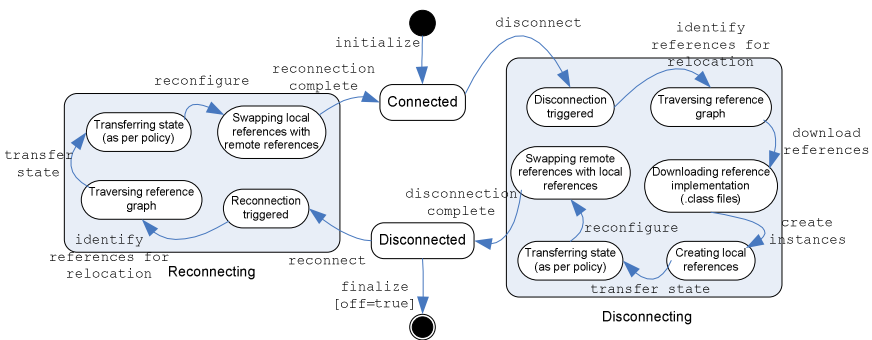 disconnect
identify
references for
relocation
initialize
reconnection
complete
reconfigure
Connected
Disconnection
triggered
Traversing reference
graph
Transferring state
(as per policy)
Swapping local
references with
remote references
download
references
transfer
state
Swapping remote
references with local
references
Downloading reference
implementation
(.class files)
Traversing reference
graph
Reconnection
triggered
disconnection
complete
create
instances
reconfigure
Disconnected
identify
references for
relocation
reconnect
Transferring state
(as per policy)
Creating local
references
Reconnecting
transfer state
finalize
[off=true]
Disconnecting